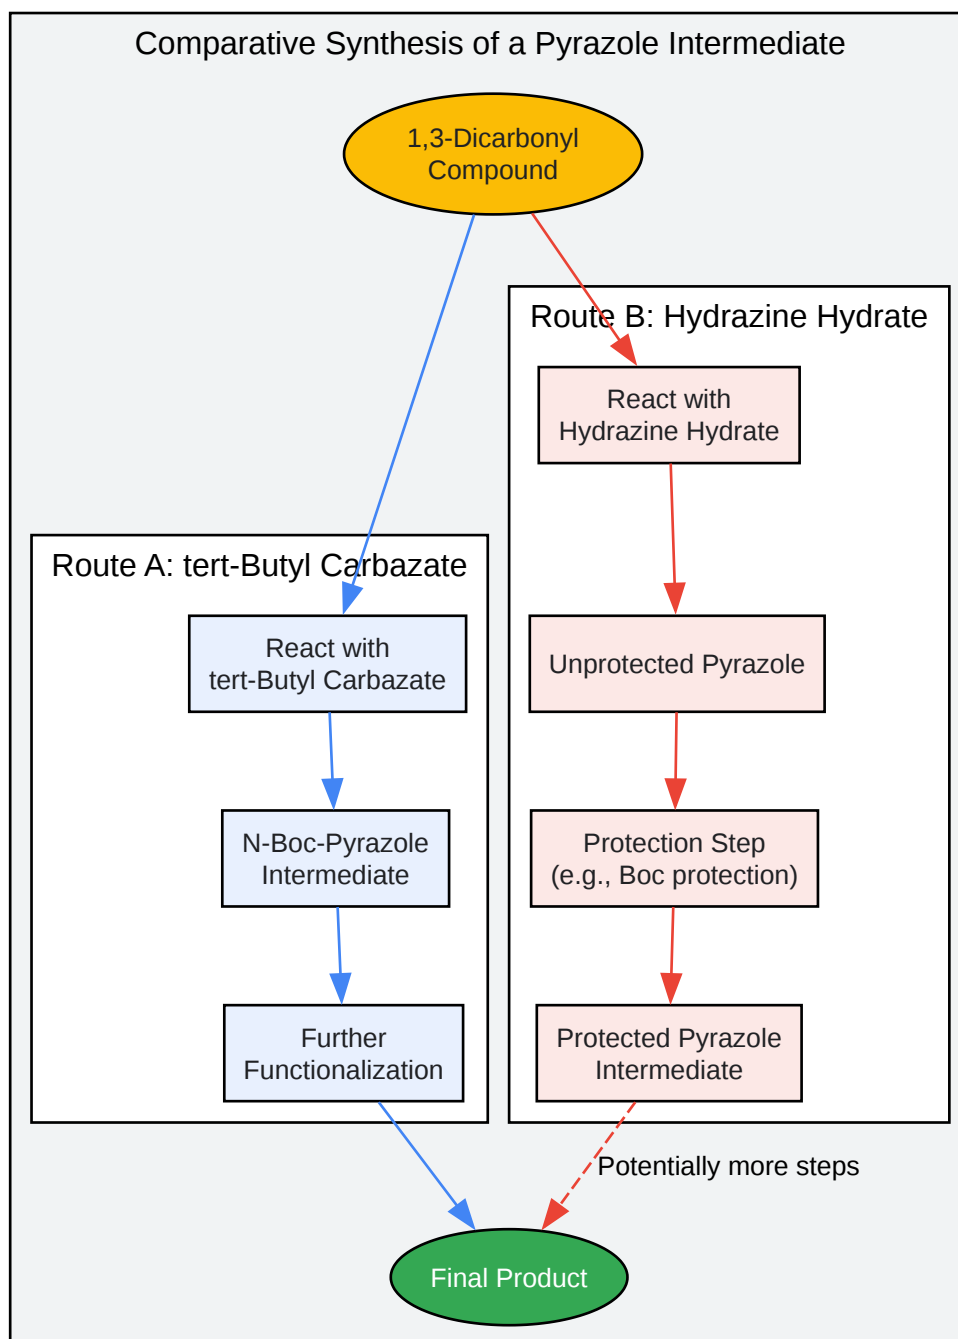 Comparative Synthesis of a Pyrazole Intermediate
1,3-Dicarbonyl
Compound
Route B: Hydrazine Hydrate
React with
Hydrazine Hydrate
Route A: tert-Butyl Carbazate
React with
tert-Butyl Carbazate
Unprotected Pyrazole
N-Boc-Pyrazole
Intermediate
Protection Step
(e.g., Boc protection)
Further
Functionalization
Protected Pyrazole
Intermediate
Potentially more steps
Final Product